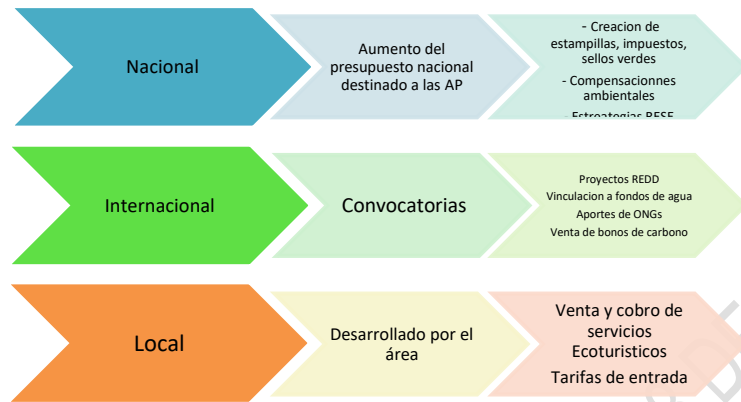 Nacional
Aumento del
presupuesto nacional
destinado a las AP
- Creacion de
estampillas, impuestos,
sellos verdes
- Compensacionnes
ambientales
Internacional
Convocatorias
Proyectos REDD
Vinculacion a fondos de agua
Aportes de ONGs
Venta de bonos de carbono
Local
Desarrollado por el
área
Venta y cobro de
servicios
Ecoturisticos
Tarifas de entrada